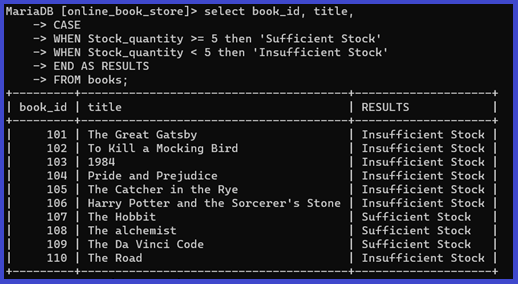 MariaDB [online_book_store]> select book_id, title,
    -> CASE
    -> WHEN Stock_quantity >= 5 then 'Sufficient Stock'
    -> WHEN Stock_quantity < 5 then 'Insufficient Stock'
    -> END AS RESULTS
    -> FROM books;
+---------+---------------------------------------+--------------------+
| book_id | title                                 | RESULTS            |
+---------+---------------------------------------+--------------------+
|     101 | The Great Gatsby                      | Insufficient Stock |
|     102 | To Kill a Mocking Bird                | Insufficient Stock |
|     103 | 1984                                  | Insufficient Stock |
|     104 | Pride and Prejudice                   | Insufficient Stock |
|     105 | The Catcher in the Rye                | Insufficient Stock |
|     106 | Harry Potter and the Sorcerer's Stone | Insufficient Stock |
|     107 | The Hobbit                            | Sufficient Stock   |
|     108 | The alchemist                         | Sufficient Stock   |
|     109 | The Da Vinci Code                     | Sufficient Stock   |
|     110 | The Road                              | Insufficient Stock |
+---------+---------------------------------------+--------------------+